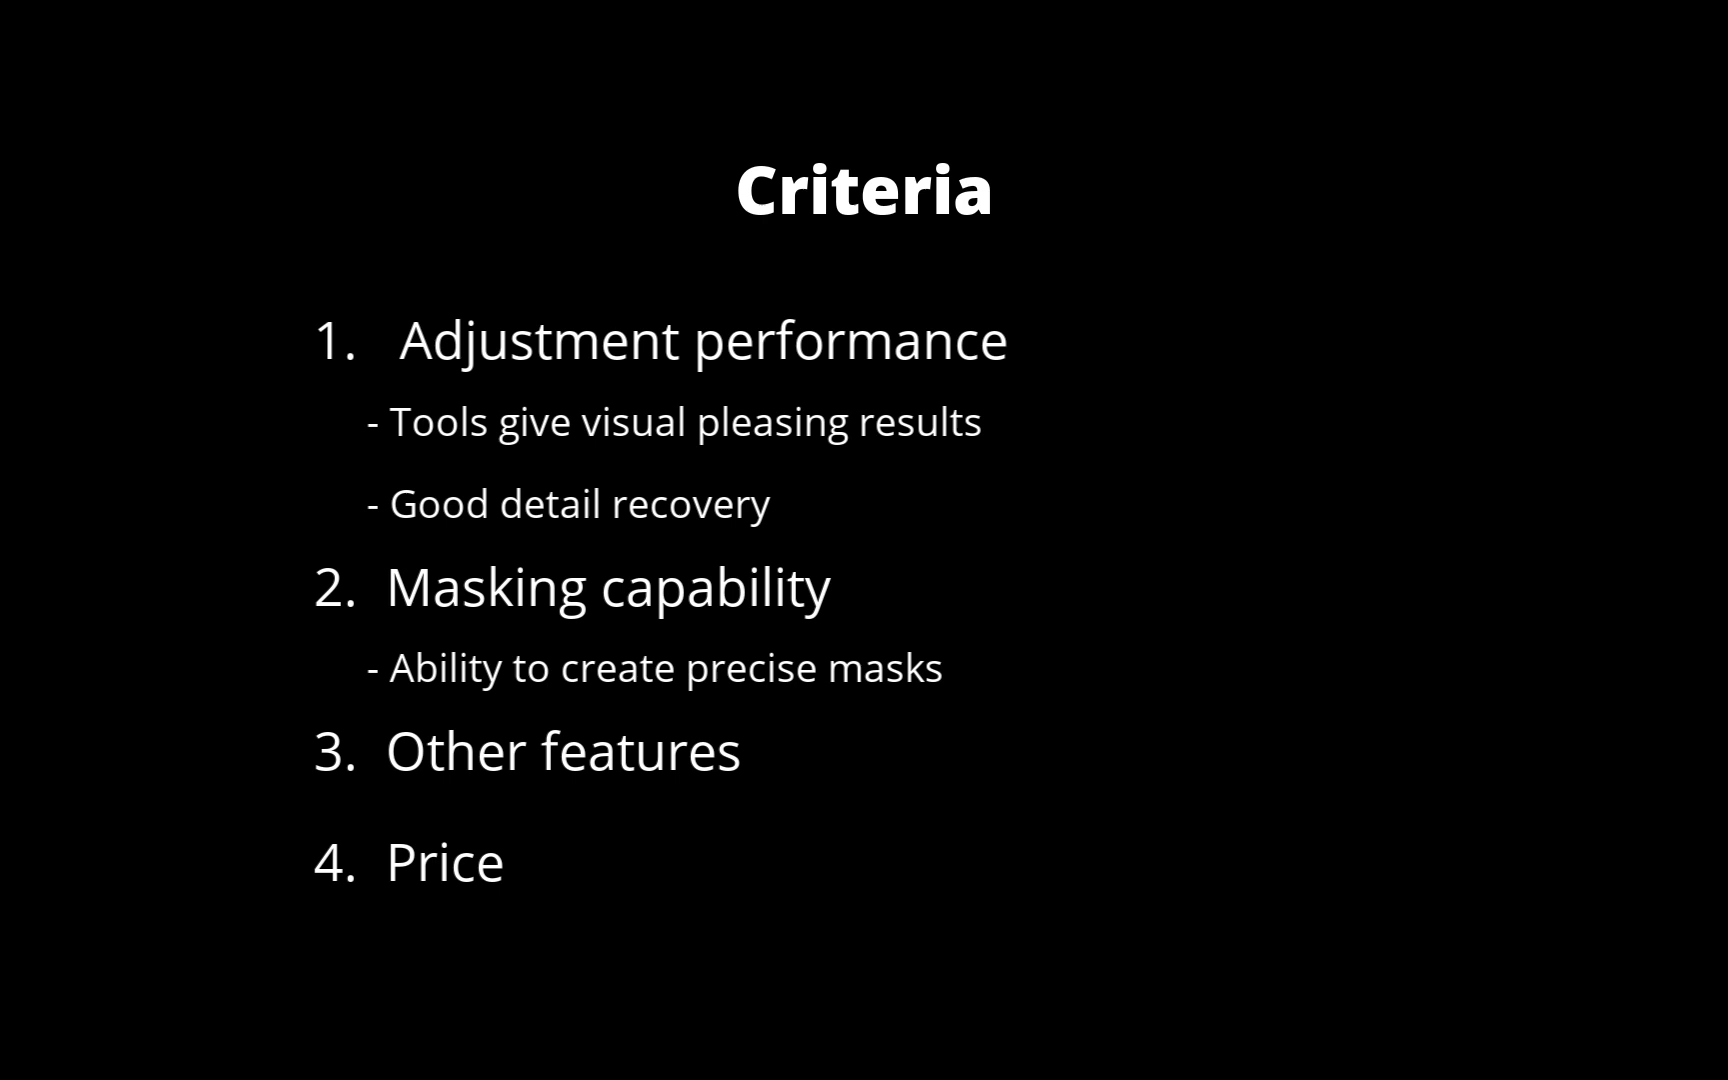 Criteria
1. Adjustment performance
- Tools give visual pleasing results
- Good detail recovery
2. Masking capability
- Ability to create precise masks
3. Other features
4. Price